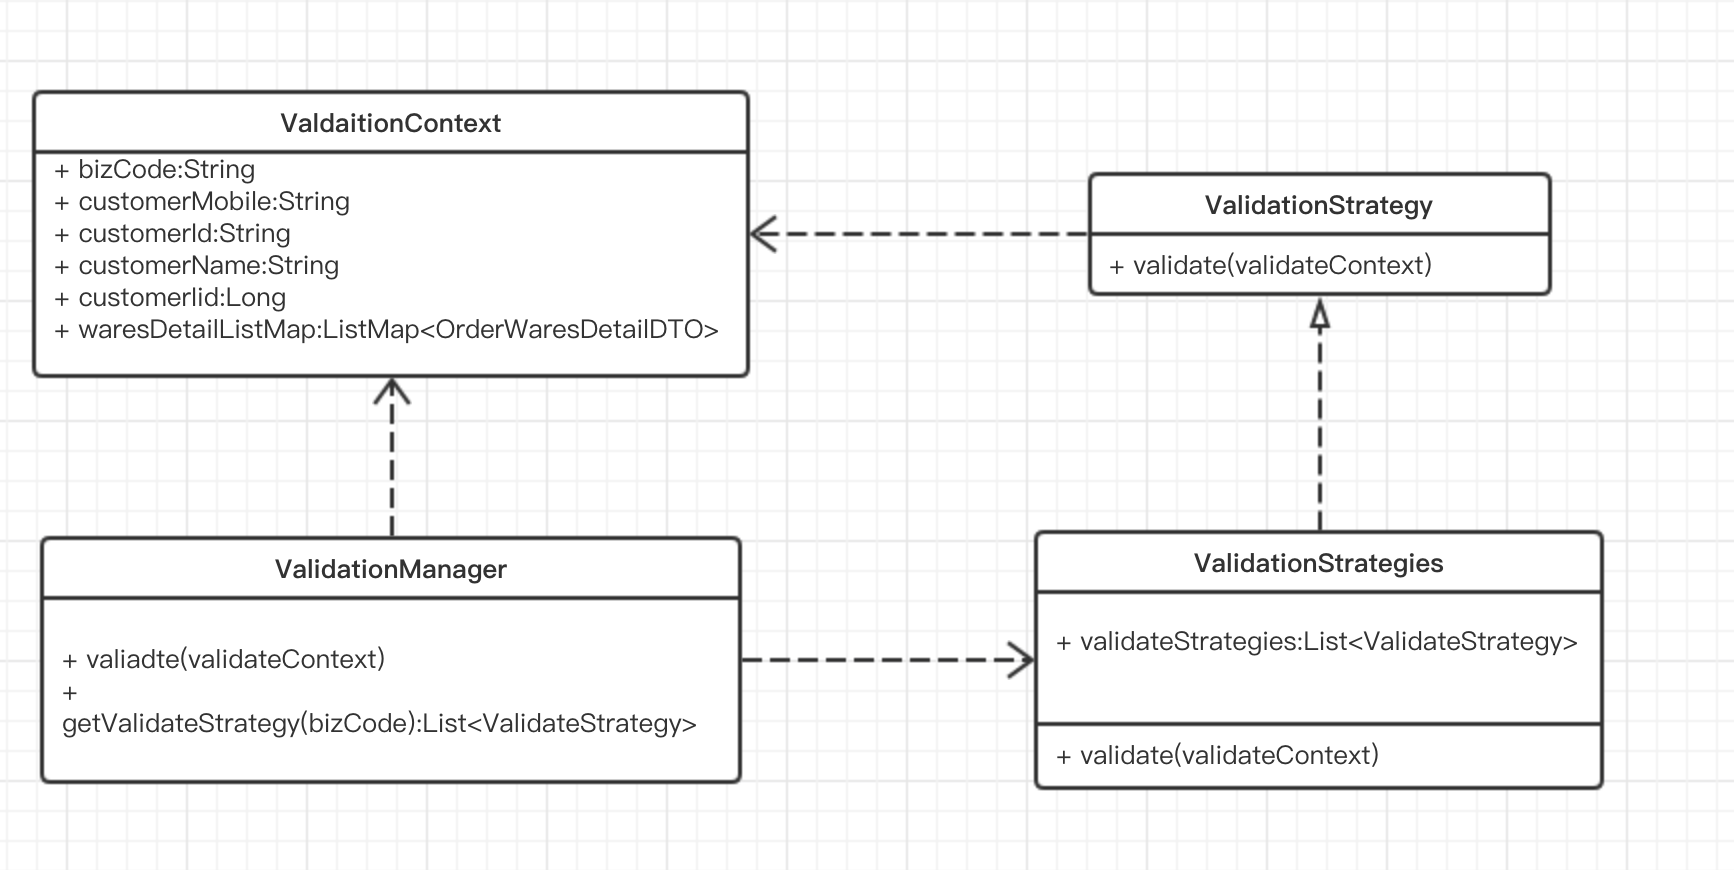 ValdaitionContext
+ bizCode:String
+ customerMobile:String
+ customerId:String
+ customerName:String
+ customerIid:Long
+ waresDetailListMap:ListMap<OrderWaresDetailDTO>
ValidationStrategy
+ validate(validateContext)
ValidationManager
+ valiadte(validateContext)
+
getValidateStrategy(bizCode):List<ValidateStrategy>
ValidationStrategies
+ validateStrategies:List<ValidateStrategy>
+ validate(validateContext)